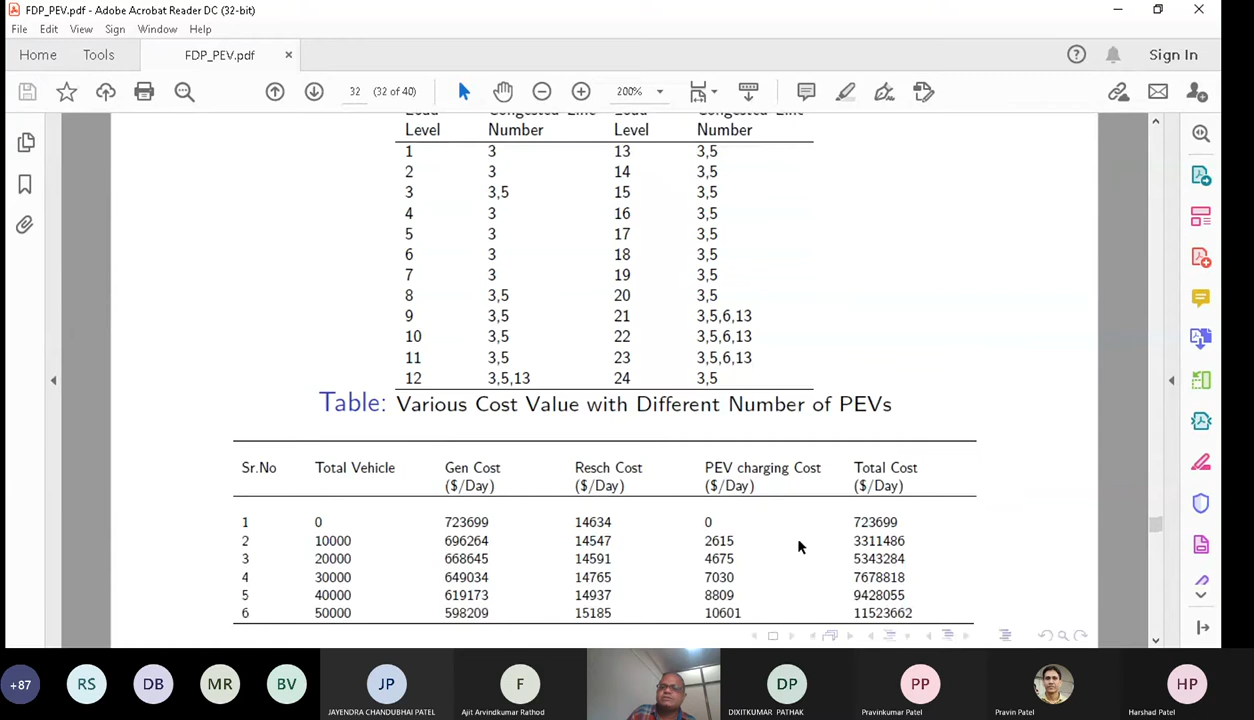 FDP_PEV.pdf - Adobe Acrobat Reader DC (32-bit)
File Edit View Sign Window Help
Home Tools FDP_PEV.pdf × Sign In
32 (32 of 40) 200%
Level Number Level Number
1 3 13 3,5
2 3 14 3,5
3 3,5 15 3,5
4 3 16 3,5
5 3 17 3,5
6 3 18 3,5
7 3 19 3,5
8 3,5 20 3,5
9 3,5 21 3,5,6,13
10 3,5 22 3,5,6,13
11 3,5 23 3,5,6,13
12 3,5,13 24 3,5
Table: Various Cost Value with Different Number of PEVs
Sr.No Total Vehicle Gen Cost Resch Cost PEV charging Cost Total Cost
($/Day) ($/Day) ($/Day) ($/Day)
1 0 723699 14634 0 723699
2 10000 696264 14547 2615 3311486
3 20000 668645 14591 4675 5343284
4 30000 649034 14765 7030 7678818
5 40000 619173 14937 8809 9428055
6 50000 598209 15185 10601 11523662
+87 RS DB MR BV JP F DP PP HP
JAYENDRA CHANDUBHAI PATEL Ajit Arvindkumar Rathod DIXITKUMAR PATHAK Pravinkumar Patel Pravin Patel Harshad Patel